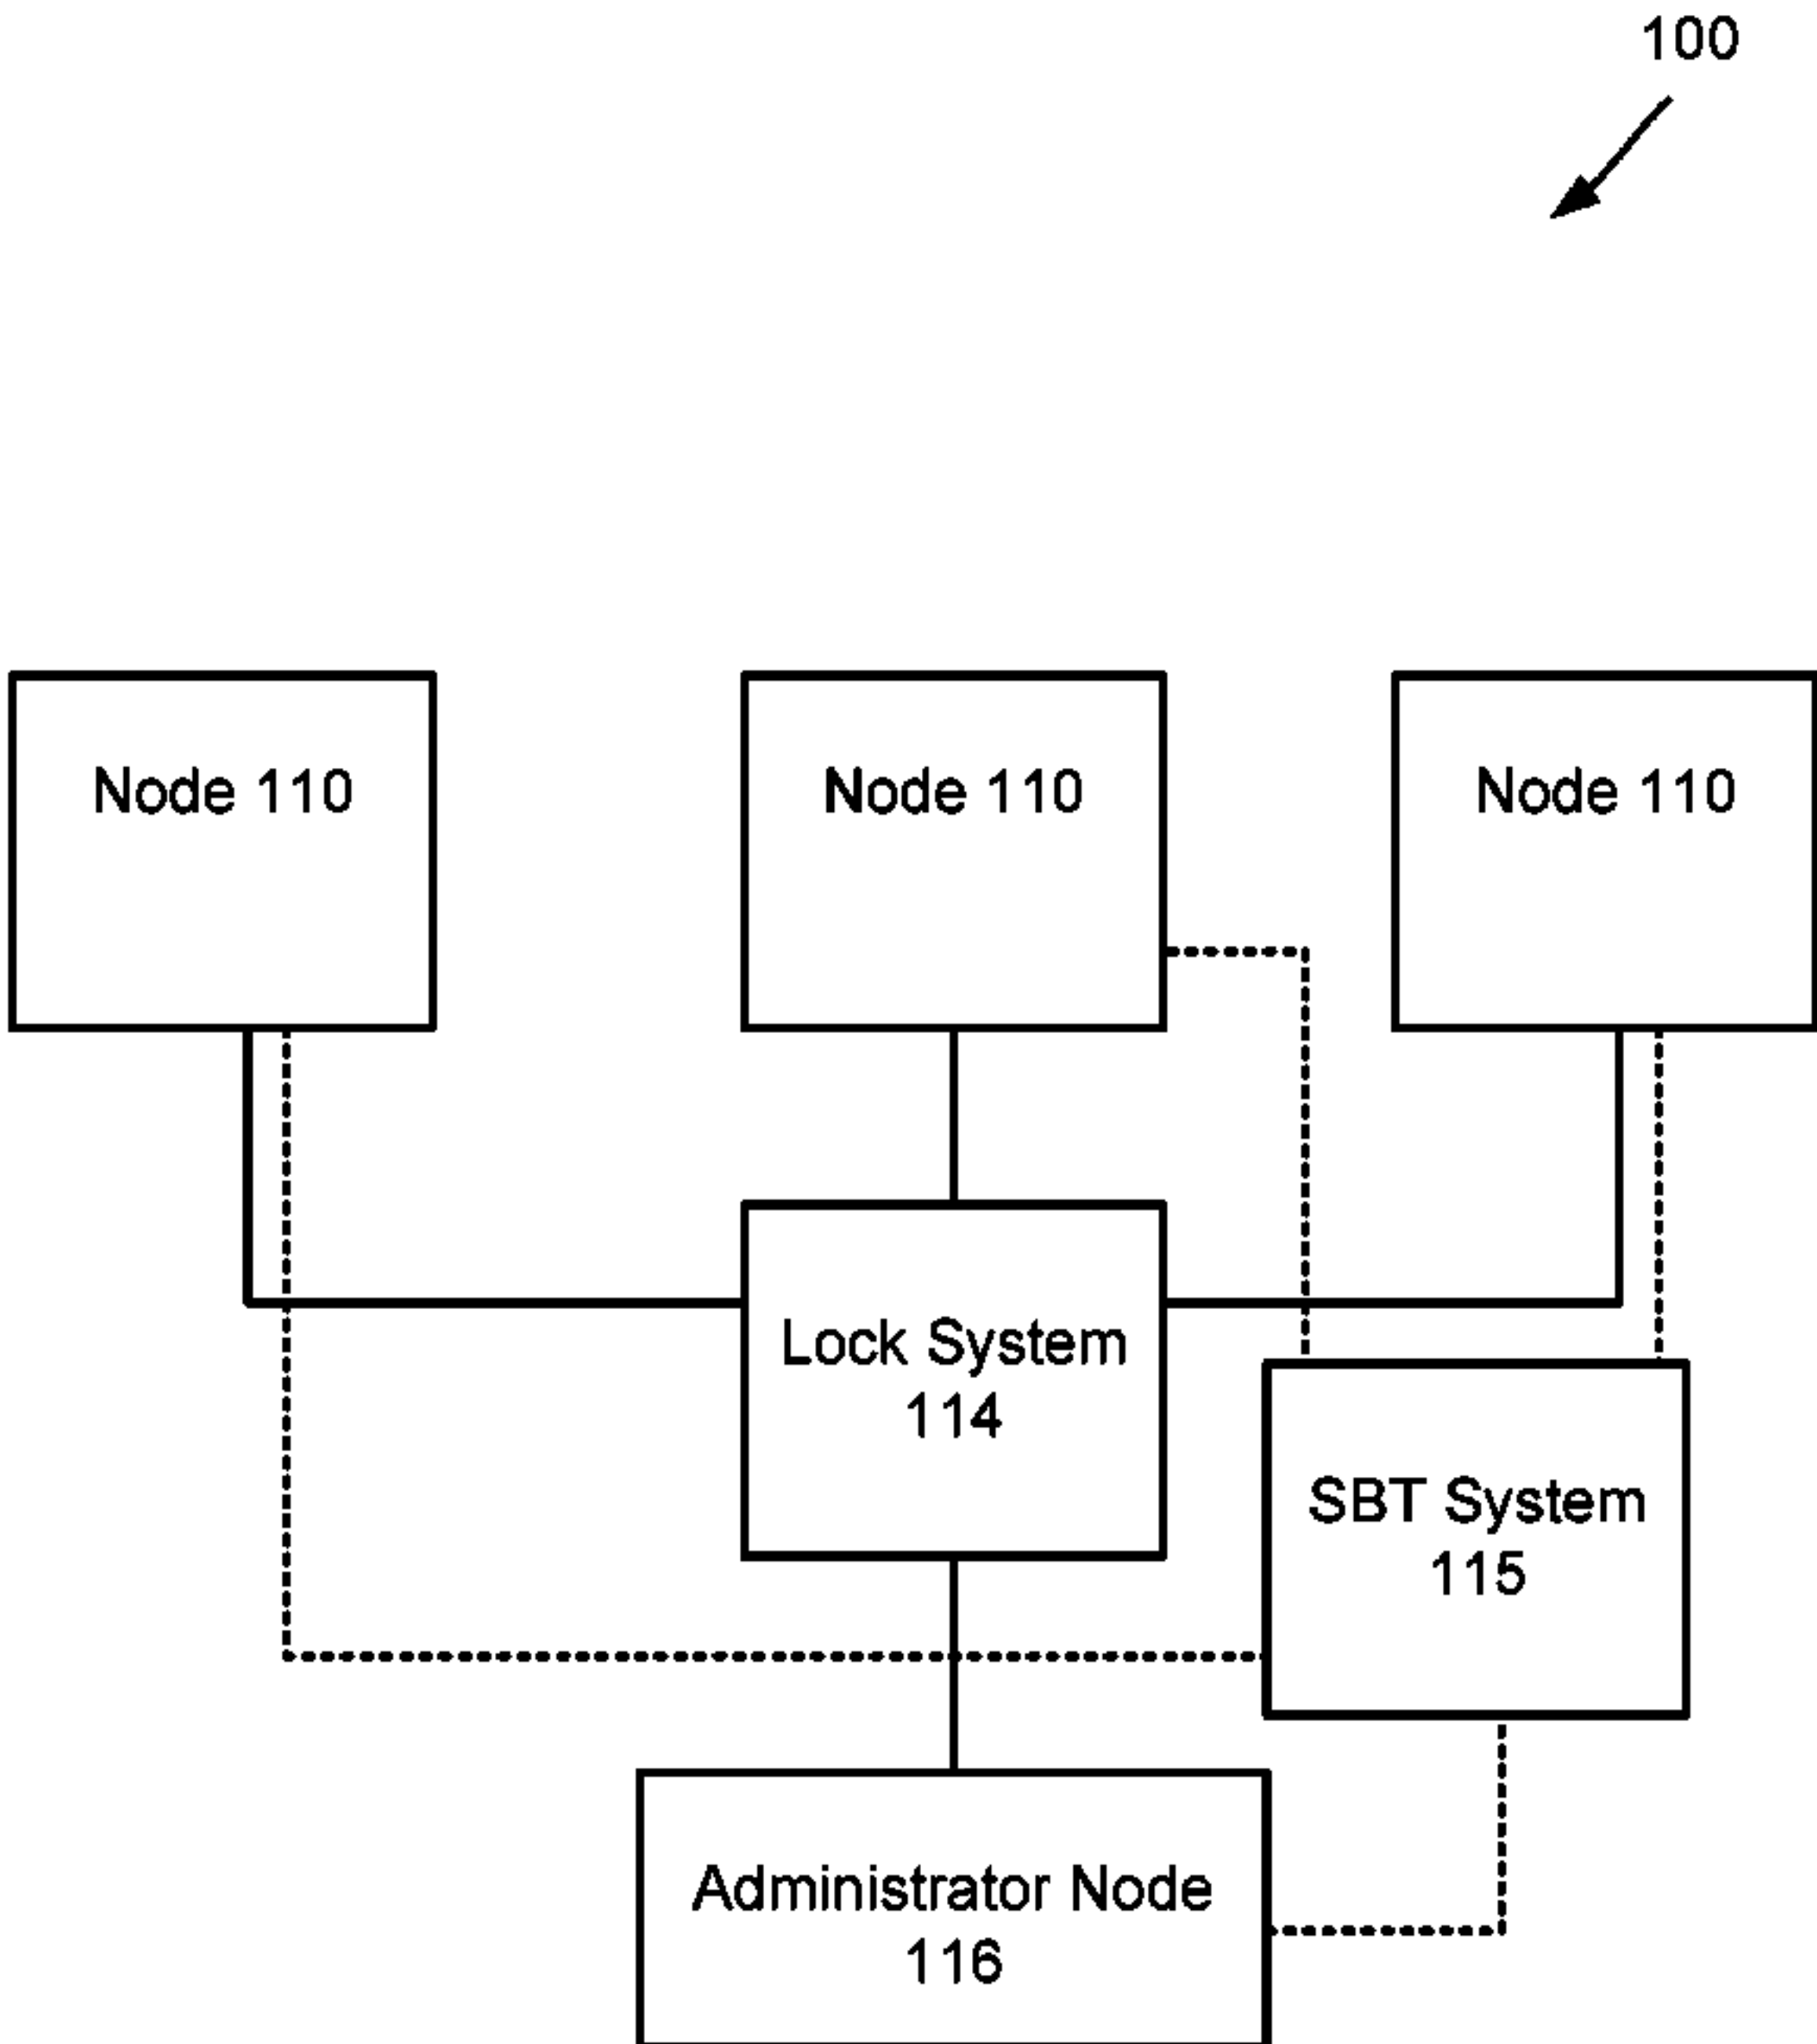 100
Node 110
Node 110
Node 110
Lock System
114
SBT System
115
Administrator Node
116